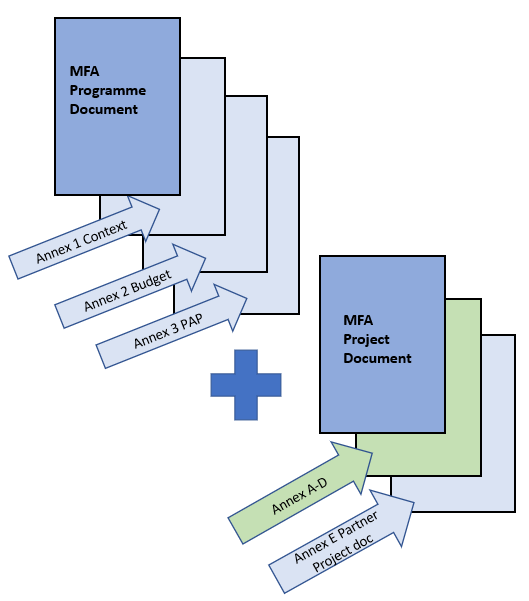 MFA
Programme
Document
Annex 1 Context
Annex 2 Budget
Annex 3 PAP
MFA
Project
Document
Annex A-D
Annex E Partner
Project doc